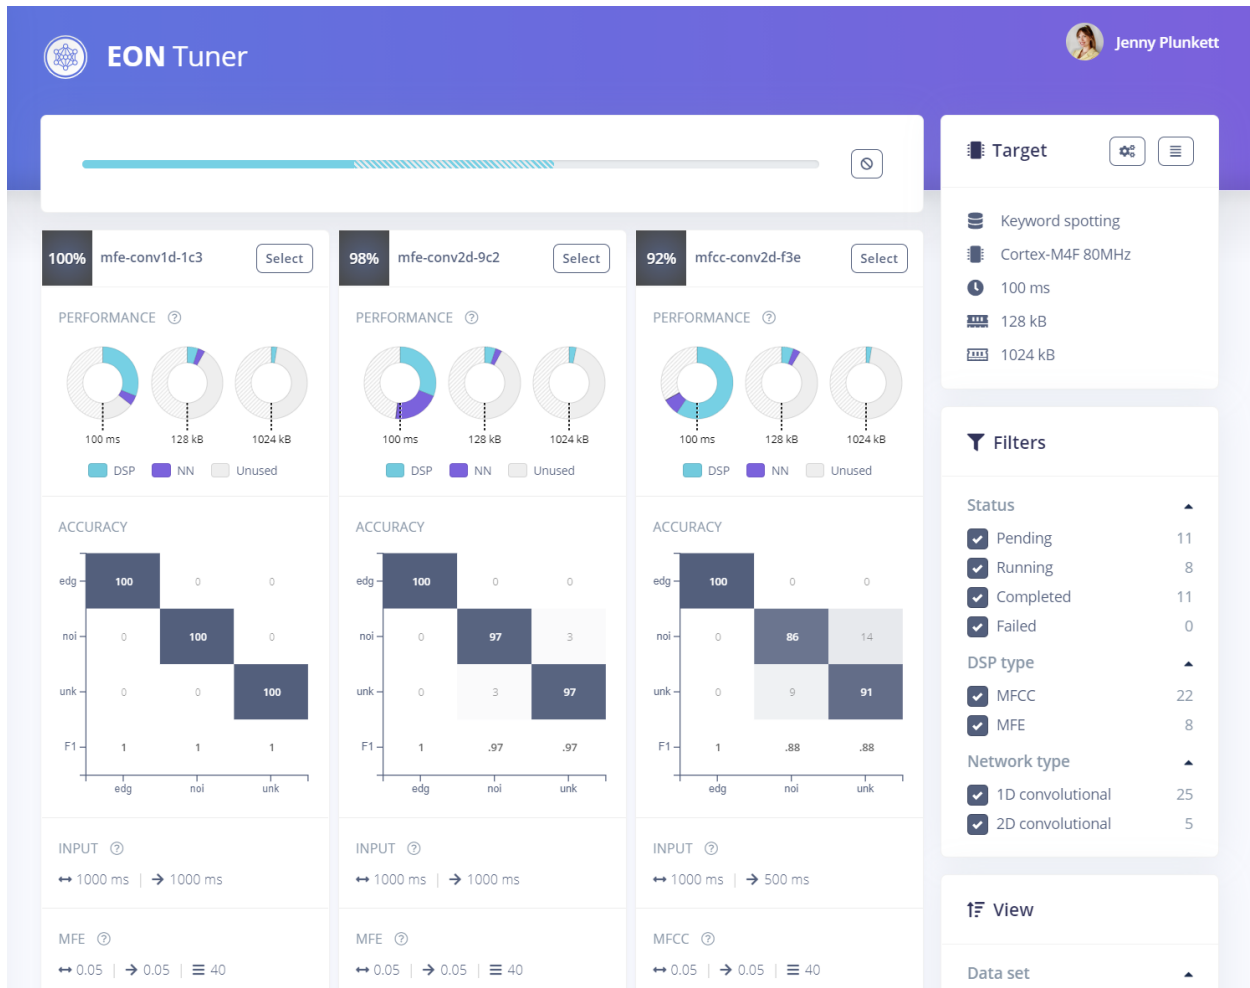 EON Tuner
Jenny Plunkett
Target
Keyword spotting
Cortex-M4F 80MHz
100 ms
128 kB
1024 kB
100%
mfe-conv1d-1c3
Select
PERFORMANCE ?
100 ms
128 kB
1024 kB
DSP
NN
Unused
ACCURACY
edg 100 0 0
noi 0 100 0
unk 0 0 100
F1 1 1 1
edg noi unk
INPUT ?
1000 ms | 1000 ms
MFE ?
0.05 | 0.05 | 40
98%
mfe-conv2d-9c2
Select
PERFORMANCE ?
100 ms
128 kB
1024 kB
DSP
NN
Unused
ACCURACY
edg 100 0 0
noi 0 97 3
unk 0 3 97
F1 1 .97 .97
edg noi unk
INPUT ?
1000 ms | 1000 ms
MFE ?
0.05 | 0.05 | 40
92%
mfcc-conv2d-f3e
Select
PERFORMANCE ?
100 ms
128 kB
1024 kB
DSP
NN
Unused
ACCURACY
edg 100 0 0
noi 0 86 14
unk 0 9 91
F1 1 .88 .88
edg noi unk
INPUT ?
1000 ms | 500 ms
MFCC ?
0.05 | 0.05 | 40
Filters
Status
Pending 11
Running 8
Completed 11
Failed 0
DSP type
MFCC 22
MFE 8
Network type
1D convolutional 25
2D convolutional 5
View
Data set